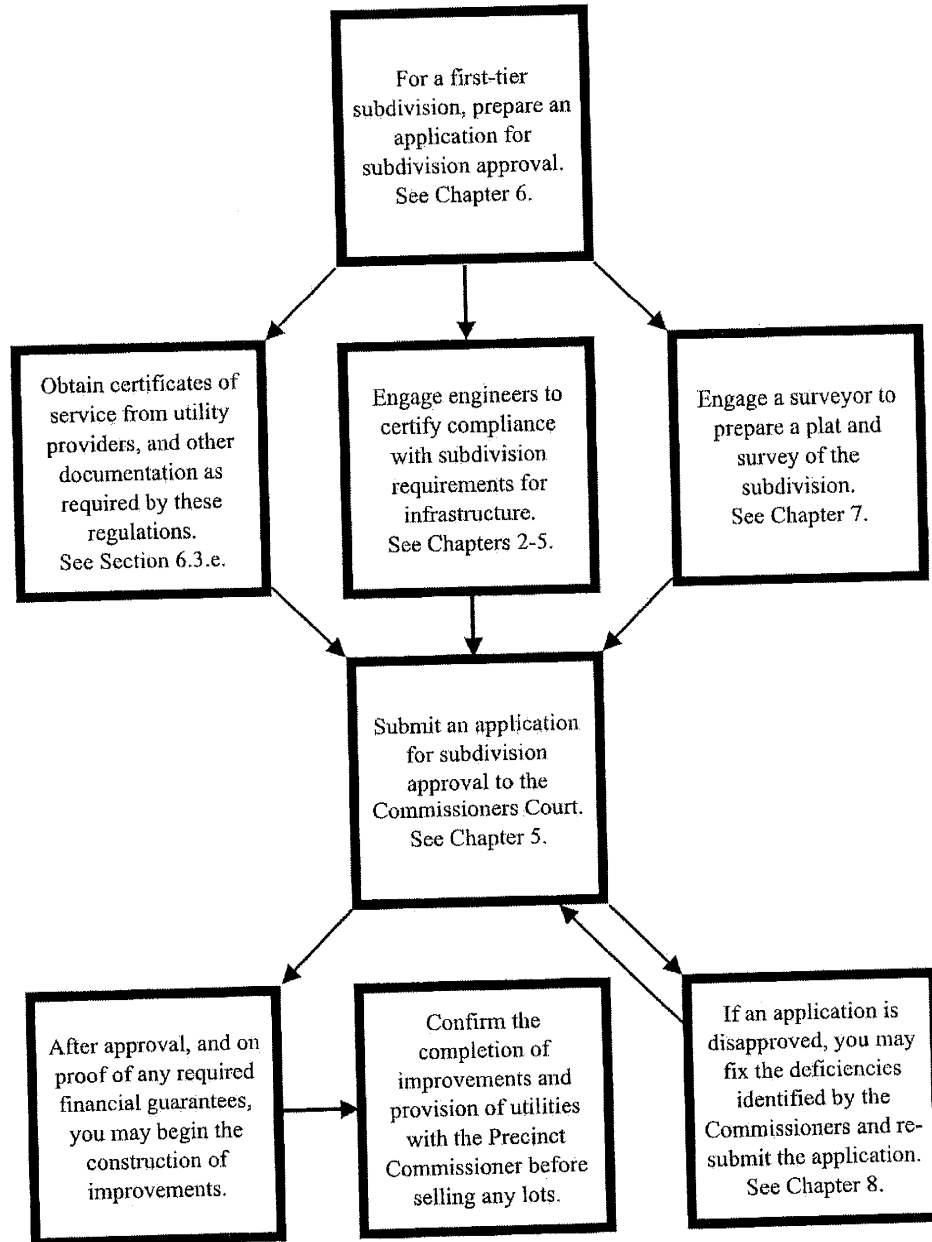 For a first-tier
subdivision, prepare an
application for
subdivision approval.
See Chapter 6.
Obtain certificates of
service from utility
providers, and other
documentation as
required by these
regulations.
See Section 6.3.e.
Engage engineers to
certify compliance
with subdivision
requirements for
infrastructure.
See Chapters 2-5.
Engage a surveyor to
prepare a plat and
survey of the
subdivision.
See Chapter 7.
Submit an application
for subdivision
approval to the
Commissioners Court.
See Chapter 5.
After approval, and on
proof of any required
financial guarantees,
you may begin the
construction of
improvements.
Confirm the
completion of
improvements and
provision of utilities
with the Precinct
Commissioner before
selling any lots.
If an application is
disapproved, you may
fix the deficiencies
identified by the
Commissioners and re-
submit the application.
See Chapter 8.